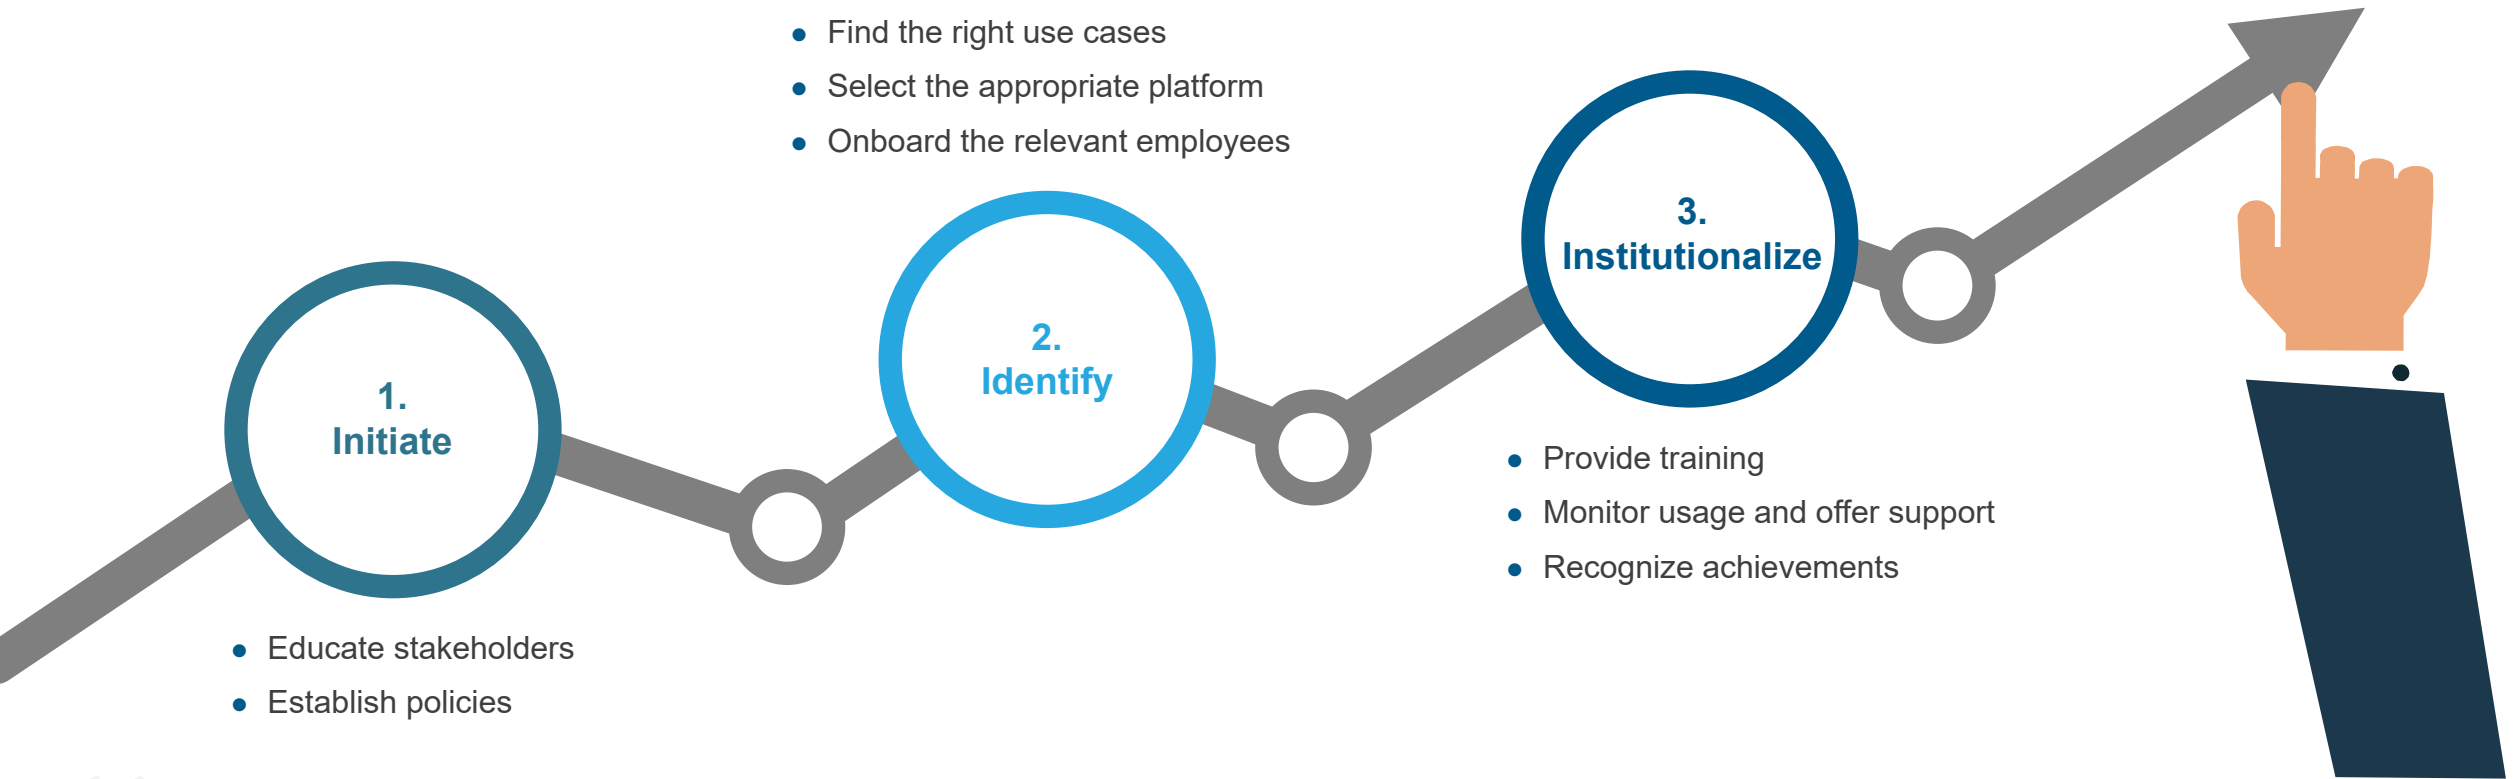 1.
Initiate
● Educate stakeholders
● Establish policies
● Find the right use cases
● Select the appropriate platform
● Onboard the relevant employees
2.
Identify
3.
Institutionalize
● Provide training
● Monitor usage and offer support
● Recognize achievements